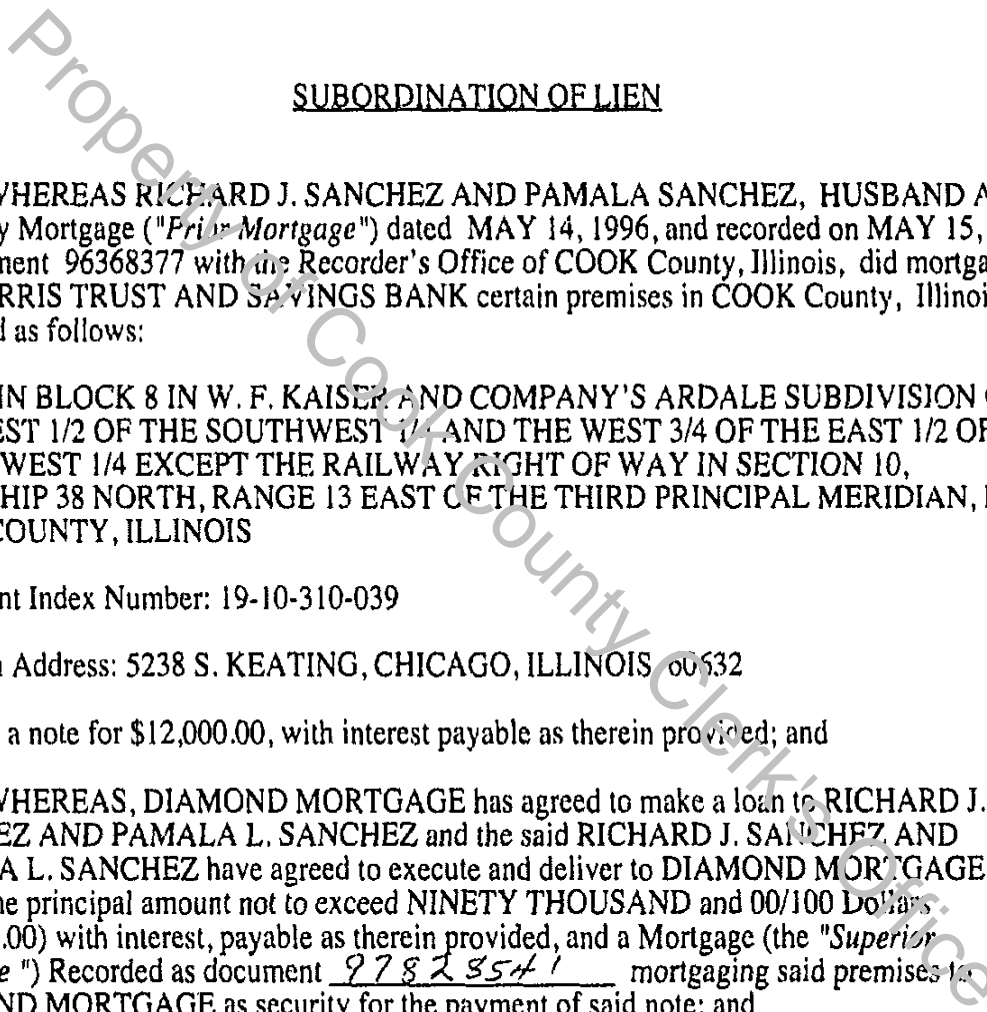 SUBORDINATION OF LIEN
WHEREAS RICHARD J. SANCHEZ AND PAMALA SANCHEZ, HUSBAND A
y Mortgage ("Prior Mortgage") dated MAY 14, 1996, and recorded on MAY 15,
ment 96368377 with the Recorder's Office of COOK County, Illinois, did mortga
RRIS TRUST AND SAVINGS BANK certain premises in COOK County, Illinoi
d as follows:
IN BLOCK 8 IN W. F. KAISER AND COMPANY'S ARDALE SUBDIVISION
EST 1/2 OF THE SOUTHWEST 1/4 AND THE WEST 3/4 OF THE EAST 1/2 OF
WEST 1/4 EXCEPT THE RAILWAY RIGHT OF WAY IN SECTION 10,
HIP 38 NORTH, RANGE 13 EAST OF THE THIRD PRINCIPAL MERIDIAN,
COUNTY, ILLINOIS
nt Index Number: 19-10-310-039
Address: 5238 S. KEATING, CHICAGO, ILLINOIS 60632
a note for $12,000.00, with interest payable as therein provided; and
WHEREAS, DIAMOND MORTGAGE has agreed to make a loan to RICHARD J.
EZ AND PAMALA L. SANCHEZ and the said RICHARD J. SANCHEZ AND
A L. SANCHEZ have agreed to execute and deliver to DIAMOND MORTGAGE
he principal amount not to exceed NINETY THOUSAND and 00/100 Dollars
.00) with interest, payable as therein provided, and a Mortgage (the "Superior
e ") Recorded as document 97828541 mortgaging said premises to
ND MORTGAGE as security for the payment of said note; and
Property of Cook County Clerk's Office